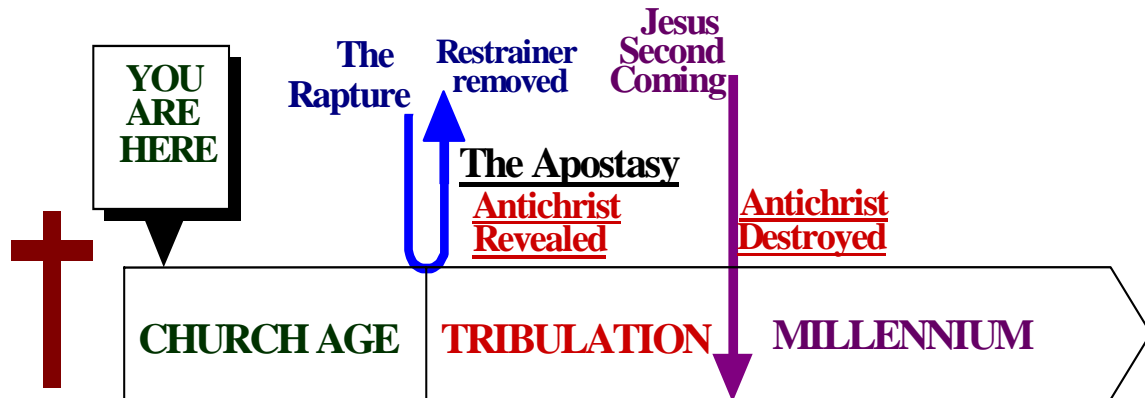 YOU
ARE
HERE
The
Rapture
Restrainer
removed
The Apostasy
Antichrist
Revealed
Jesus
Second
Coming
Antichrist
Destroyed
CHURCH AGE
TRIBULATION
MILLENNIUM